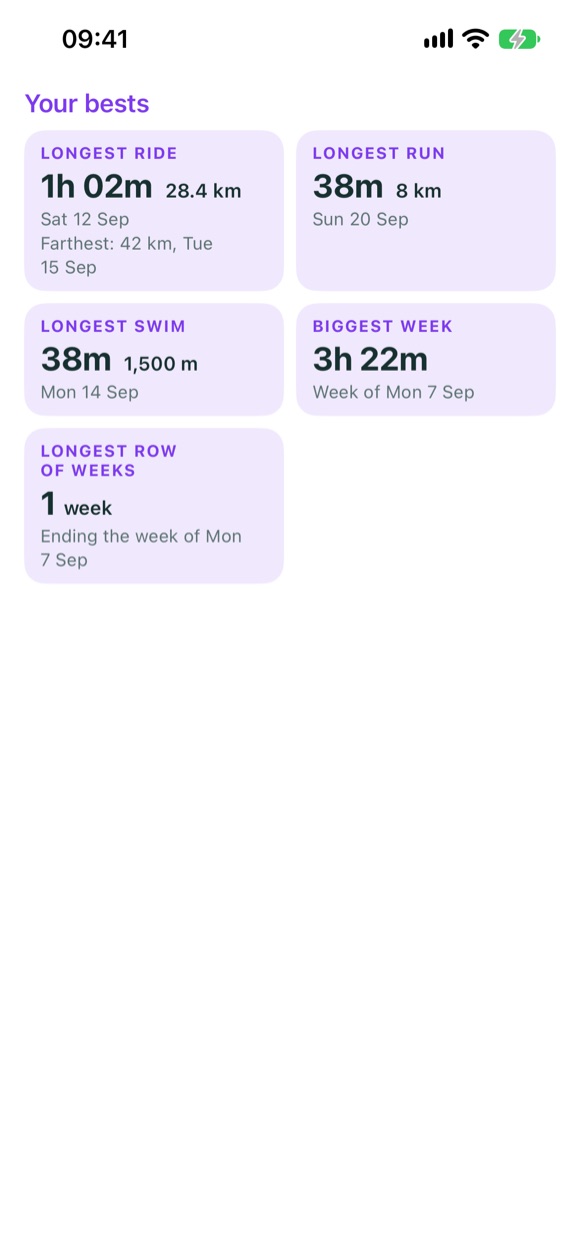 09:41
Your bests
LONGEST RIDE
1h 02m 28.4 km
Sat 12 Sep
Farthest: 42 km, Tue
15 Sep
LONGEST RUN
38m 8 km
Sun 20 Sep
LONGEST SWIM
38m 1,500 m
Mon 14 Sep
BIGGEST WEEK
3h 22m
Week of Mon 7 Sep
LONGEST ROW
OF WEEKS
1 week
Ending the week of Mon
7 Sep